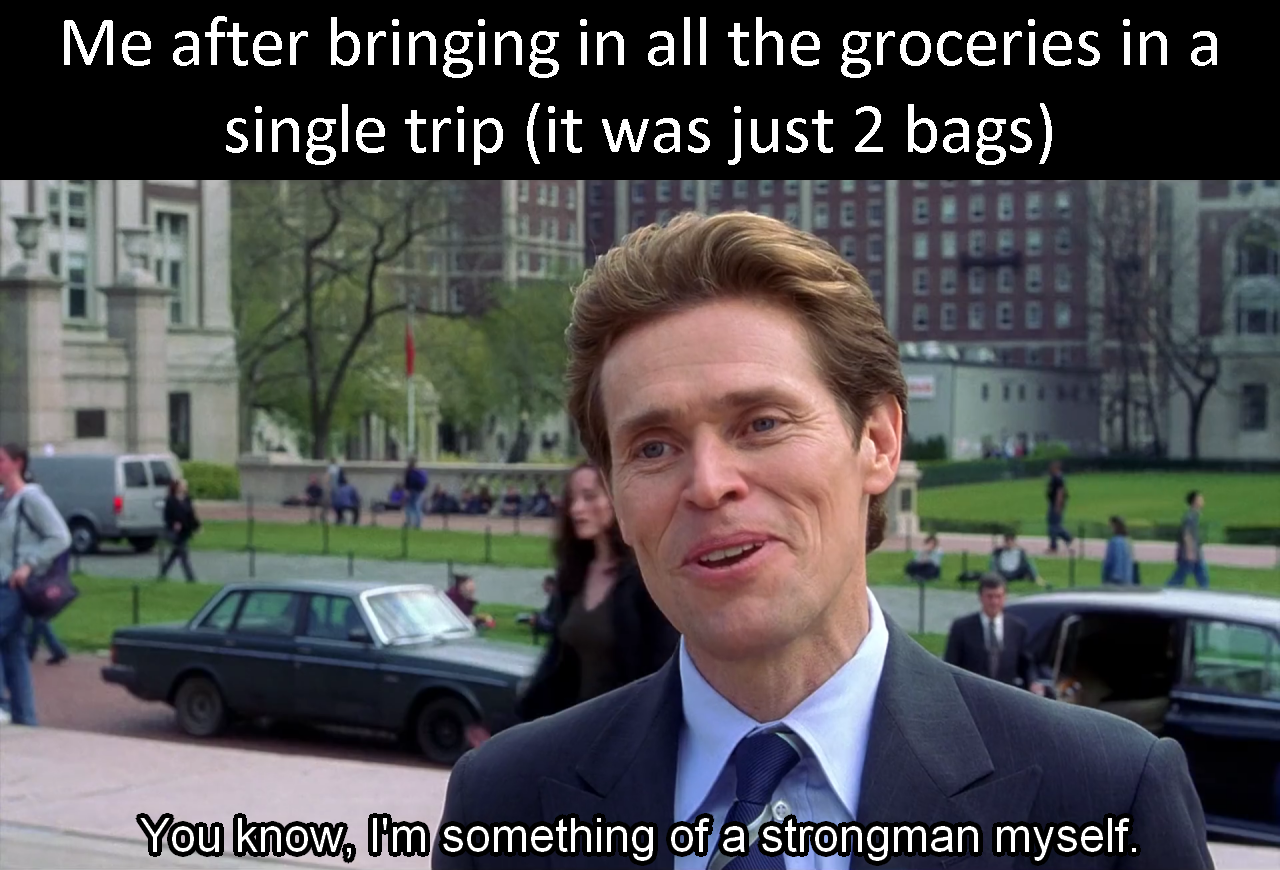 Me after bringing in all the groceries in a
single trip (it was just 2 bags)
You know, I'm something of a strongman myself.